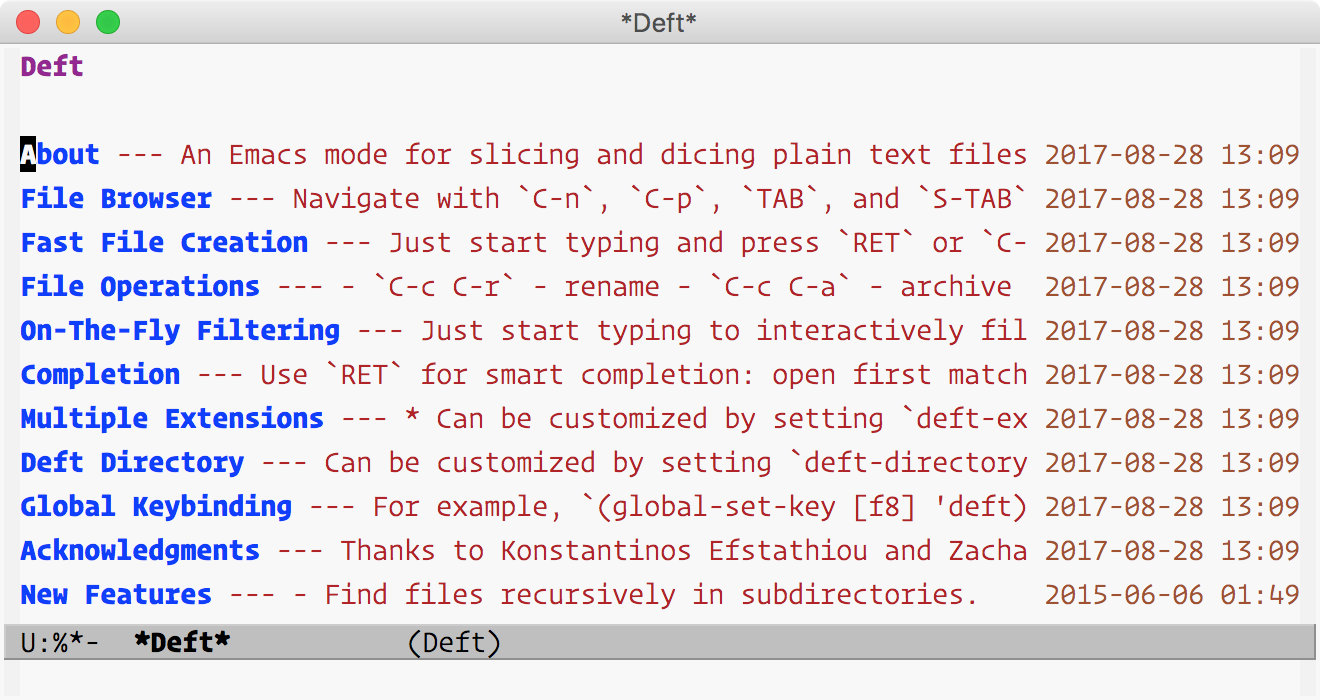 *Deft*
Deft
About --- An Emacs mode for slicing and dicing plain text files 2017-08-28 13:09
File Browser --- Navigate with `C-n`, `C-p`, `TAB`, and `S-TAB` 2017-08-28 13:09
Fast File Creation --- Just start typing and press `RET` or `C- 2017-08-28 13:09
File Operations --- - `C-c C-r` - rename - `C-c C-a` - archive 2017-08-28 13:09
On-The-Fly Filtering --- Just start typing to interactively fil 2017-08-28 13:09
Completion --- Use `RET` for smart completion: open first match 2017-08-28 13:09
Multiple Extensions --- * Can be customized by setting `deft-ex 2017-08-28 13:09
Deft Directory --- Can be customized by setting `deft-directory 2017-08-28 13:09
Global Keybinding --- For example, `(global-set-key [f8] 'deft) 2017-08-28 13:09
Acknowledgments --- Thanks to Konstantinos Efstathiou and Zacha 2017-08-28 13:09
New Features --- - Find files recursively in subdirectories. 2015-06-06 01:49
U:%*- *Deft* (Deft)